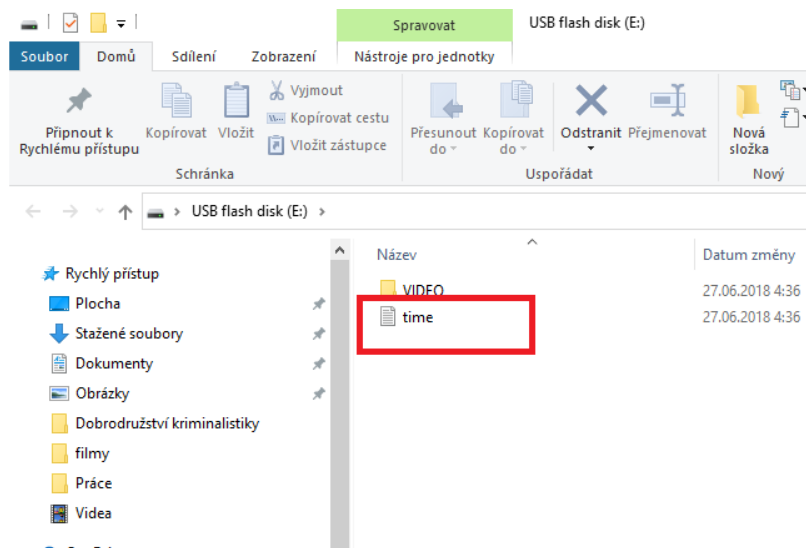 Spravovat
USB flash disk (E:)
Soubor
Domů
Sdílení
Zobrazení
Nástroje pro jednotky
Připnout k
Rychlému přístupu
Kopírovat
Vložit
Vyjmout
Kopírovat cestu
Vložit zástupce
Schránka
Přesunout
do
Kopírovat
do
Odstranit
Přejmenovat
Uspořádat
Nová
složka
Nový
USB flash disk (E:)
Název
Datum změny
VIDEO
27.06.2018 4:36
time
27.06.2018 4:36
Rychlý přístup
Plocha
Stažené soubory
Dokumenty
Obrázky
Dobrodružství kriminalistiky
filmy
Práce
Videa